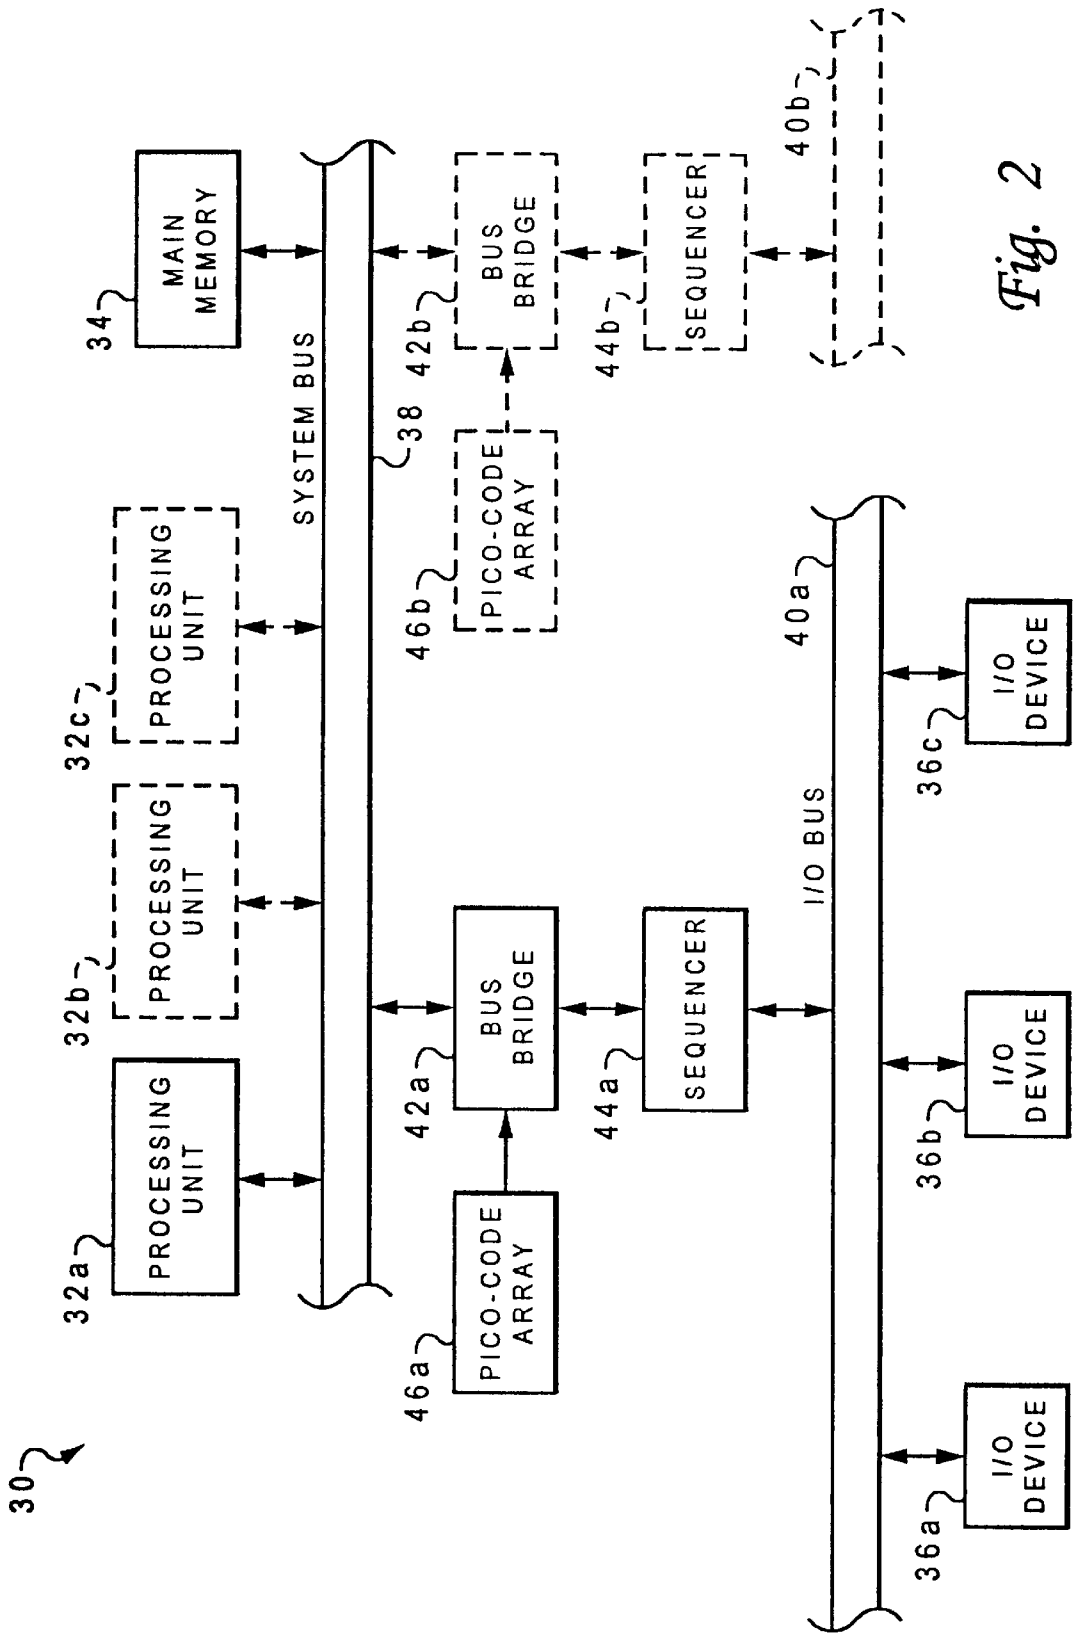 30
32a
PROCESSING
UNIT
32b
PROCESSING
UNIT
32c
PROCESSING
UNIT
34
MAIN
MEMORY
SYSTEM BUS
38
46a
PICO-CODE
ARRAY
42a
BUS
BRIDGE
46b
PICO-CODE
ARRAY
42b
BUS
BRIDGE
44a
SEQUENCER
44b
SEQUENCER
I/O BUS
40a
40b
36a
I/O
DEVICE
36b
I/O
DEVICE
36c
I/O
DEVICE
Fig. 2